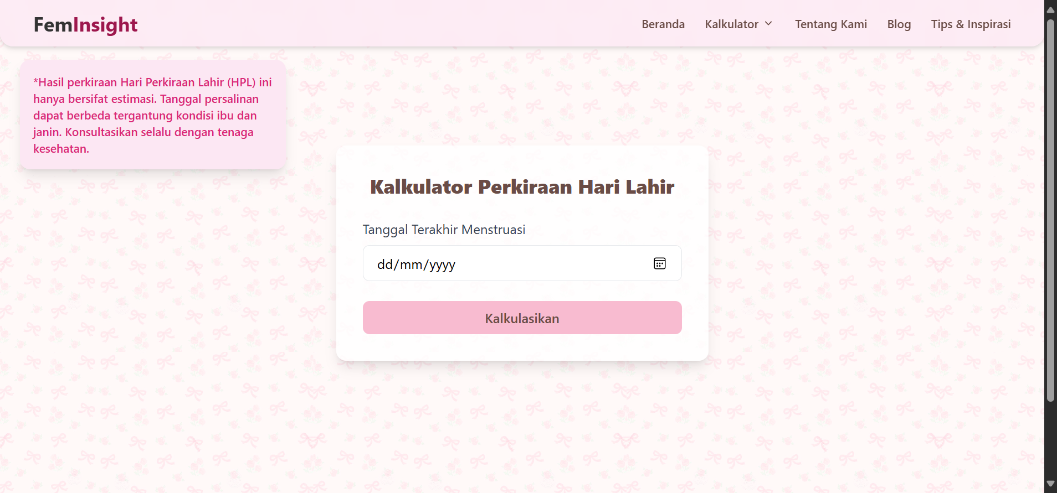 FemInsight
Beranda
Kalkulator
Tentang Kami
Blog
Tips & Inspirasi
*Hasil perkiraan Hari Perkiraan Lahir (HPL) ini
hanya bersifat estimasi. Tanggal persalinan
dapat berbeda tergantung kondisi ibu dan
janin. Konsultasikan selalu dengan tenaga
kesehatan.
Kalkulator Perkiraan Hari Lahir
Tanggal Terakhir Menstruasi
dd/mm/yyyy
Kalkulasikan